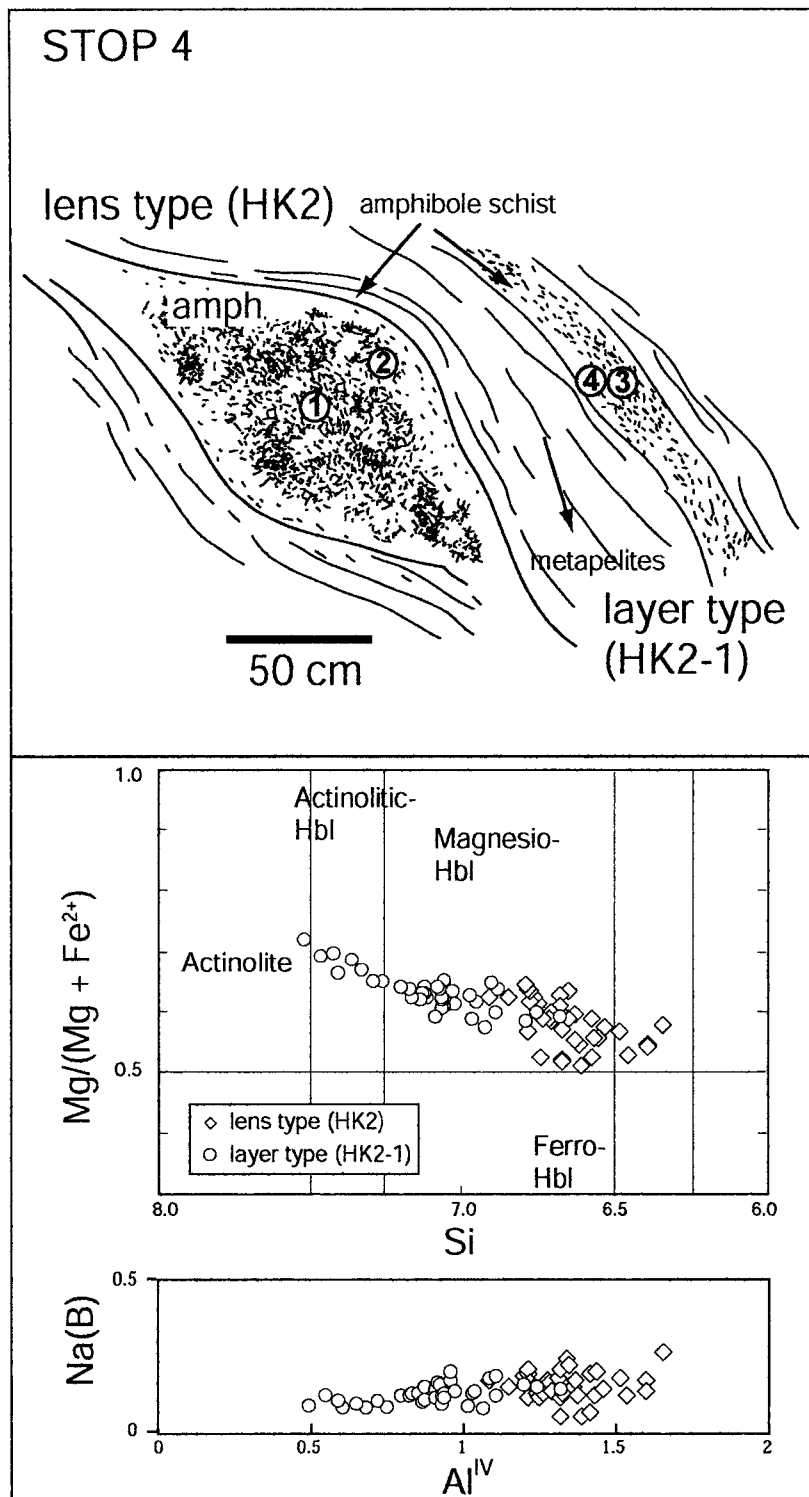 STOP 4
lens type (HK2)
amphibole schist
amph.
2
1
4 3
metapelites
layer type
(HK2-1)
50 cm
1.0
Actinolitic-
Hbl
Magnesio-
Hbl
Actinolite
Mg/(Mg + Fe²⁺)
0.5
lens type (HK2)
layer type (HK2-1)
Ferro-
Hbl
8.0 7.0 6.5 6.0
Si
0.5
Na(B)
0
0 0.5 1 1.5 2
Alᴵⱽ